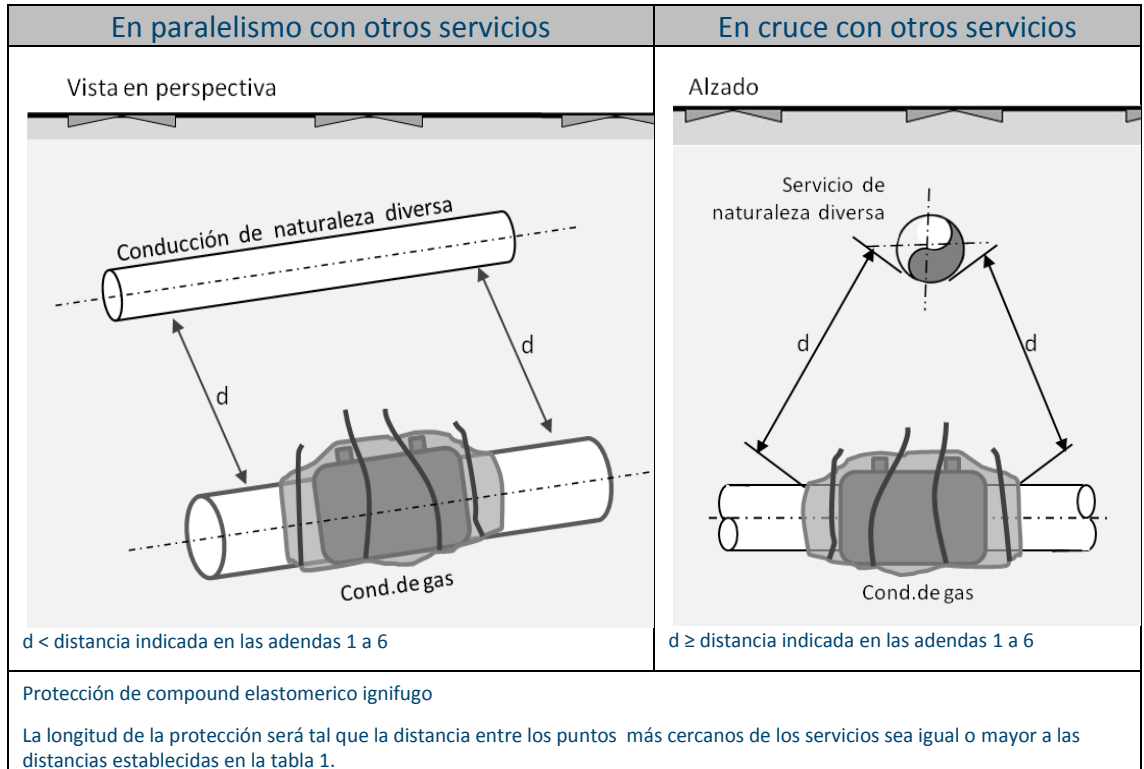 En paralelismo con otros servicios
En cruce con otros servicios
Vista en perspectiva
Conducción de naturaleza diversa
d
d
Cond.de gas
d < distancia indicada en las adendas 1 a 6
Alzado
Servicio de
naturaleza diversa
d
d
Cond.de gas
d ≥ distancia indicada en las adendas 1 a 6
Protección de compound elastomerico ignifugo
La longitud de la protección será tal que la distancia entre los puntos más cercanos de los servicios sea igual o mayor a las
distancias establecidas en la tabla 1.